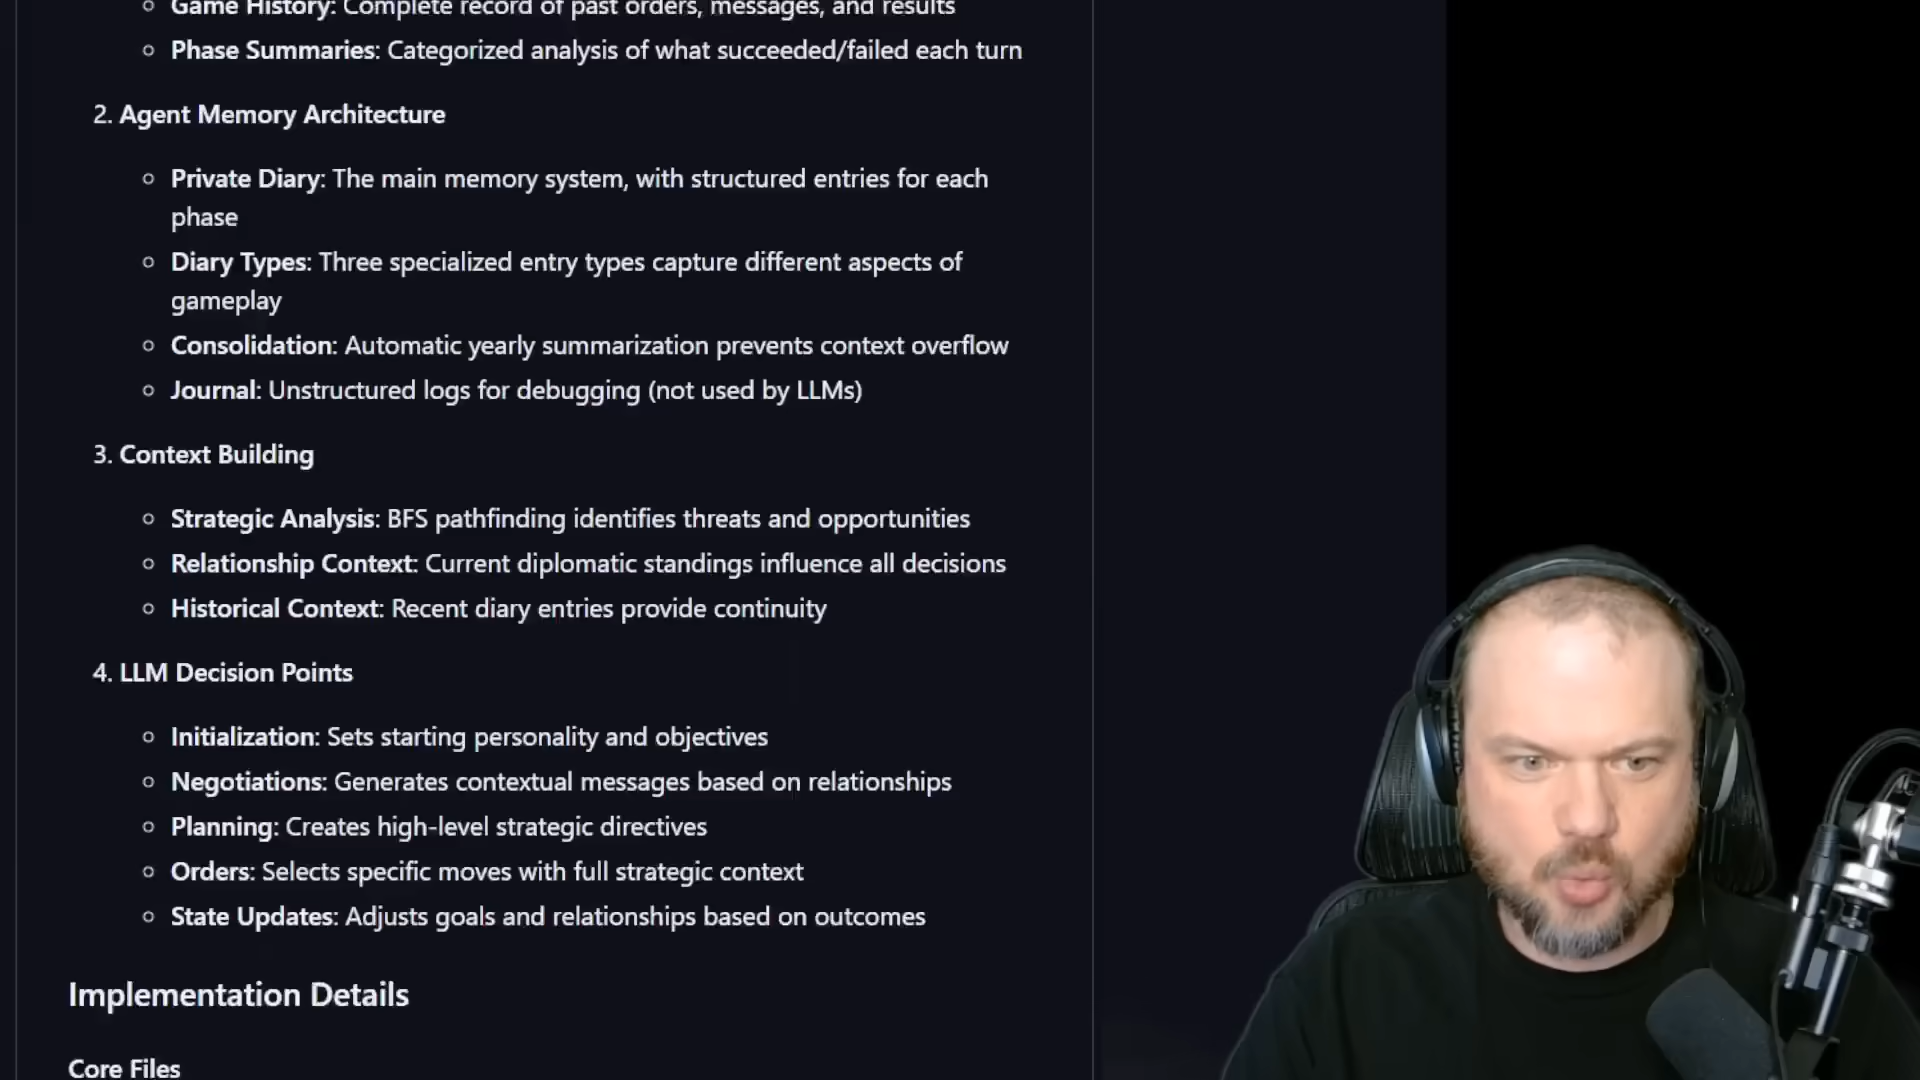 Game History: Complete record of past orders, messages, and results
Phase Summaries: Categorized analysis of what succeeded/failed each turn
2. Agent Memory Architecture
Private Diary: The main memory system, with structured entries for each
phase
Diary Types: Three specialized entry types capture different aspects of
gameplay
Consolidation: Automatic yearly summarization prevents context overflow
Journal: Unstructured logs for debugging (not used by LLMs)
3. Context Building
Strategic Analysis: BFS pathfinding identifies threats and opportunities
Relationship Context: Current diplomatic standings influence all decisions
Historical Context: Recent diary entries provide continuity
4. LLM Decision Points
Initialization: Sets starting personality and objectives
Negotiations: Generates contextual messages based on relationships
Planning: Creates high-level strategic directives
Orders: Selects specific moves with full strategic context
State Updates: Adjusts goals and relationships based on outcomes
Implementation Details
Core Files